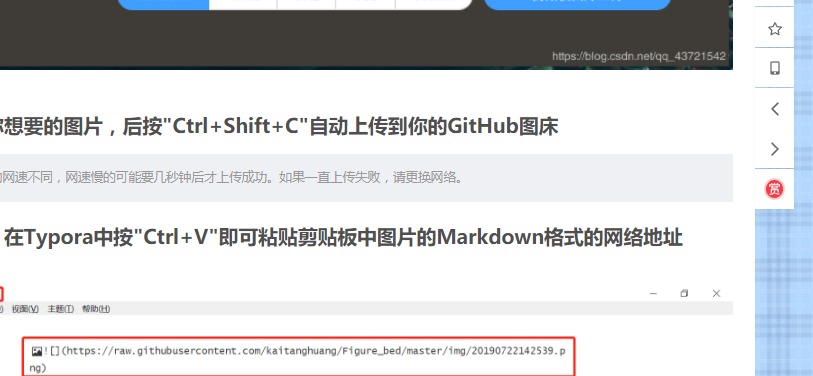 https://blog.csdn.net/qq_43721542
想要的图片，后按"Ctrl+Shift+C"自动上传到你的GitHub图床
网速不同，网速慢的可能要几秒钟后才上传成功。如果一直上传失败，请更换网络。
赏
在Typora中按"Ctrl+V"即可粘贴剪贴板中图片的Markdown格式的网络地址
视图(V) 主题(T) 帮助(H)
![](https://raw.githubusercontent.com/kaitanghuang/Figure_bed/master/img/20190722142539.p
ng)